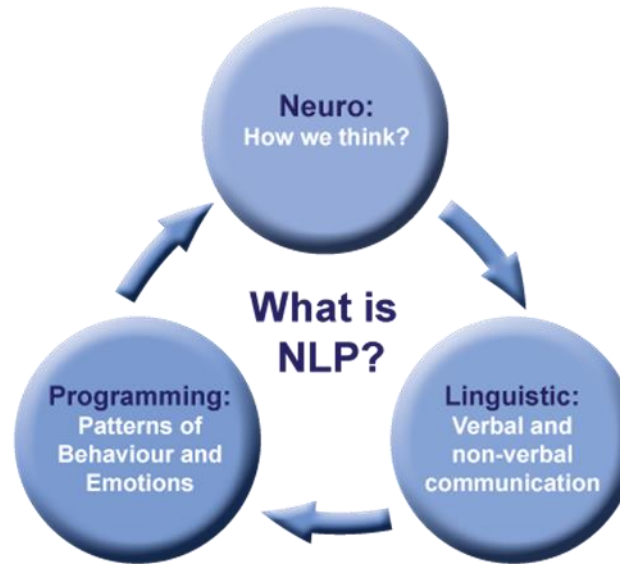 Neuro:
How we think?
What is
NLP?
Programming:
Patterns of
Behaviour and
Emotions
Linguistic:
Verbal and
non-verbal
communication